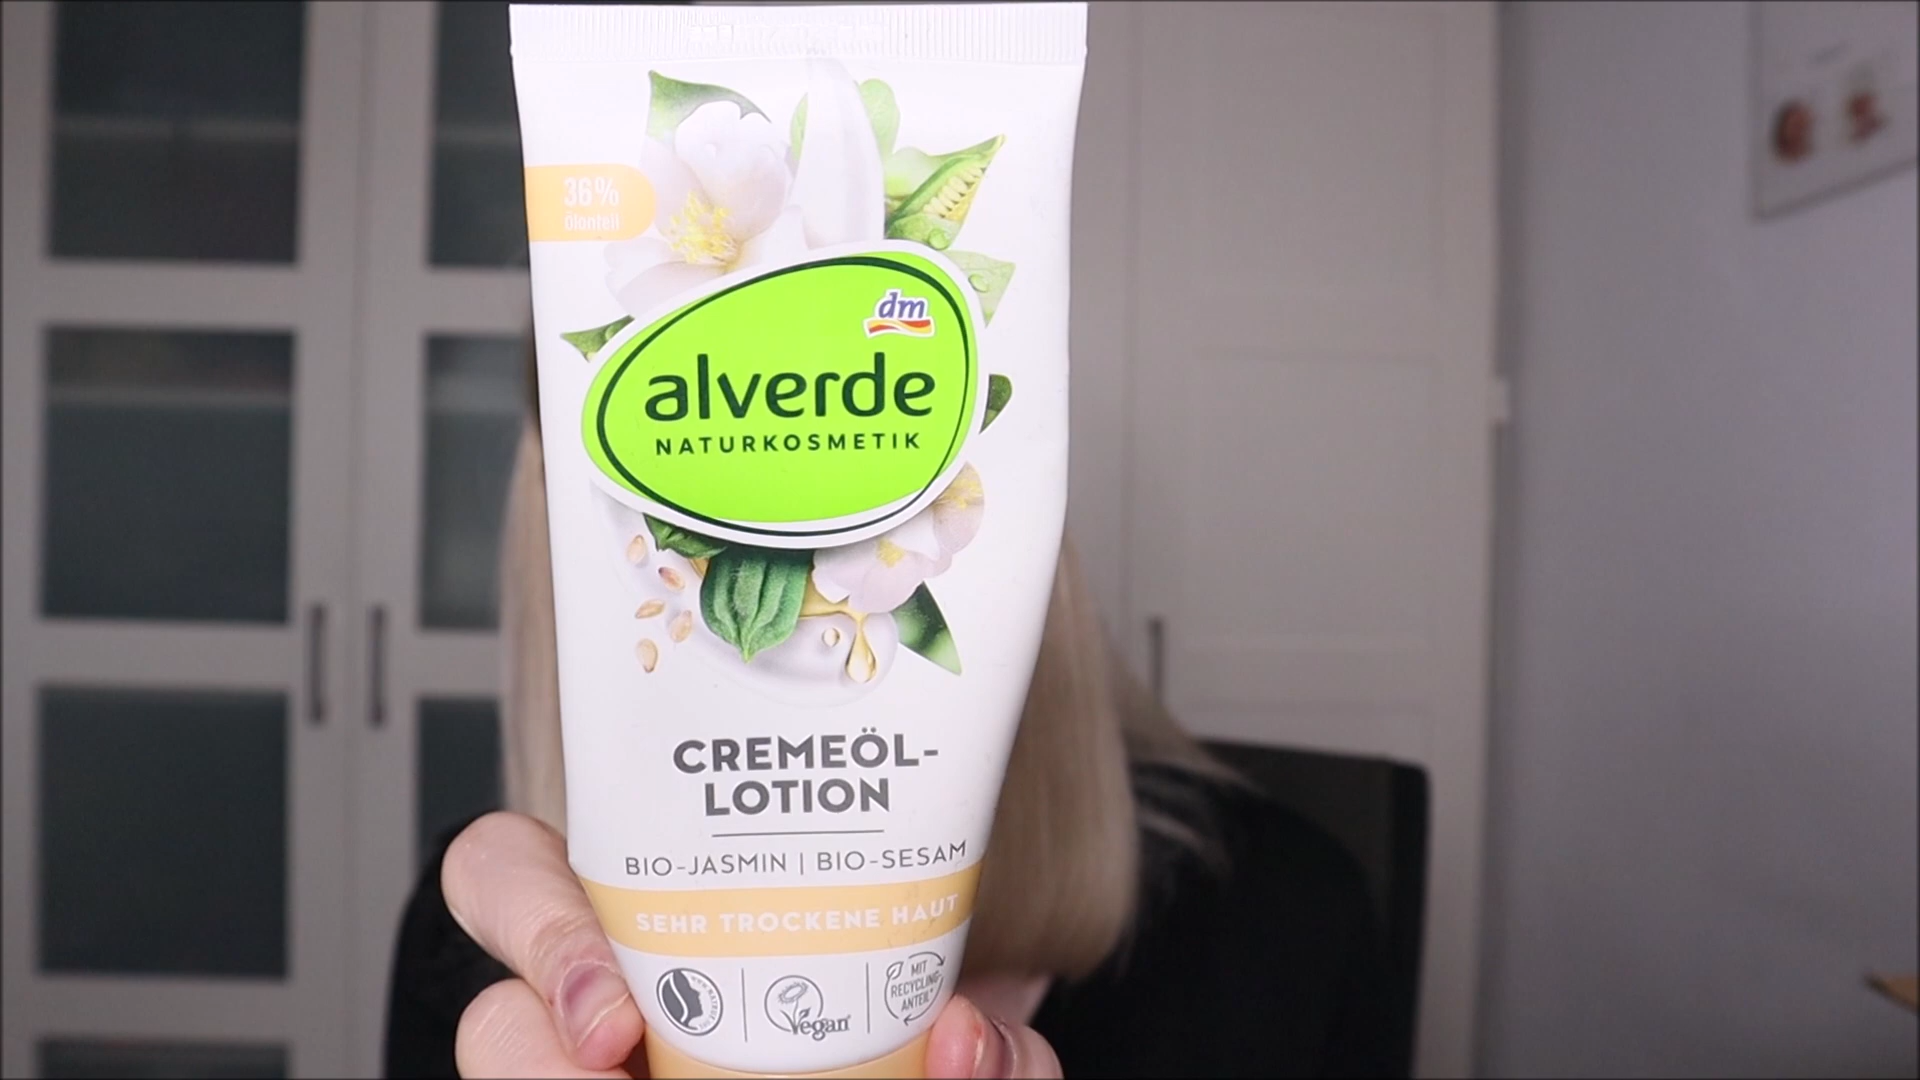 36%
Ölanteil
dm
alverde
NATURKOSMETIK
CREMEÖL-
LOTION
BIO-JASMIN | BIO-SESAM
SEHR TROCKENE HAUT
Vegan
MIT
RECYCLING-
ANTEIL*